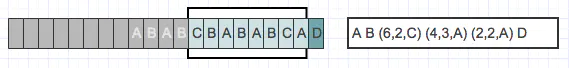 A B A B C B A B A B C A D
A B (6,2,C) (4,3,A) (2,2,A) D